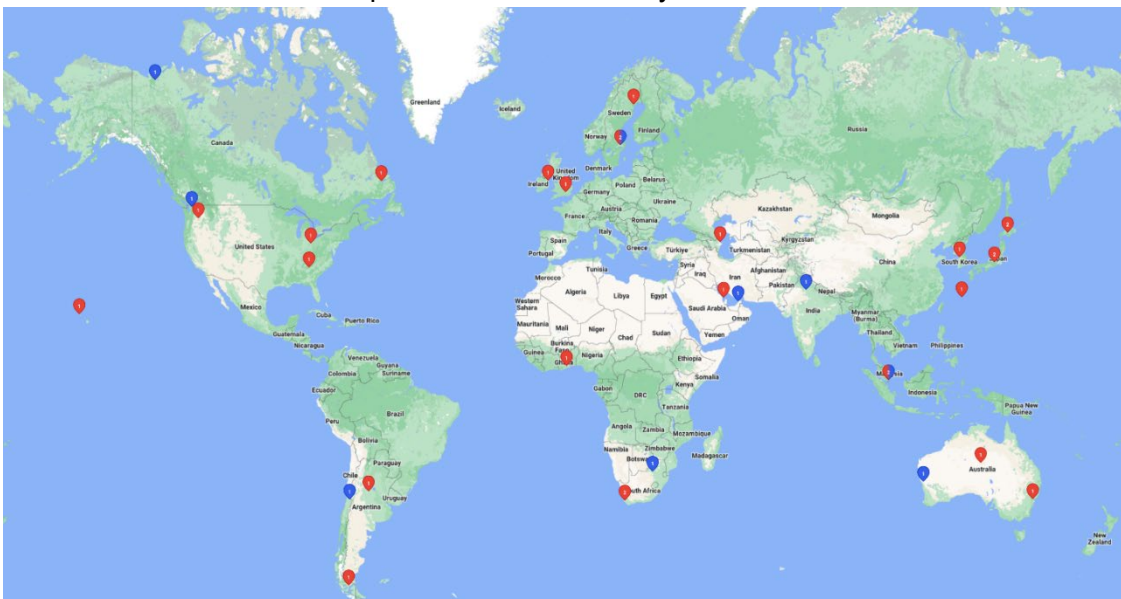 Greenland
Iceland
Sweden
Norway
Finland
Russia
Canada
United
Kingdom
Ireland
Denmark
Belarus
Poland
Germany
Ukraine
Austria
France
Romania
Kazakhstan
Mongolia
Italy
Spain
Portugal
Greece
Türkiye
Turkmenistan
Kyrgyzstan
United States
South Korea
China
Syria
Iraq
Iran
Afghanistan
Pakistan
Tunisia
Morocco
Algeria
Libya
Egypt
Saudi Arabia
Oman
Nepal
India
Western
Sahara
Mexico
Cuba
Puerto Rico
Mauritania
Mali
Niger
Chad
Sudan
Yemen
Myanmar
(Burma)
Thailand
Vietnam
Philippines
Guatemala
Nicaragua
Burkina
Faso
Guinea
Nigeria
Ethiopia
Venezuela
Guyana
Suriname
Colombia
Somalia
Kenya
Gabon
DRC
Ecuador
Indonesia
Papua New
Guinea
Tanzania
Brazil
Peru
Angola
Zambia
Mozambique
Bolivia
Zimbabwe
Namibia
Madagascar
Paraguay
Chile
Australia
Uruguay
Argentina
New
Zealand